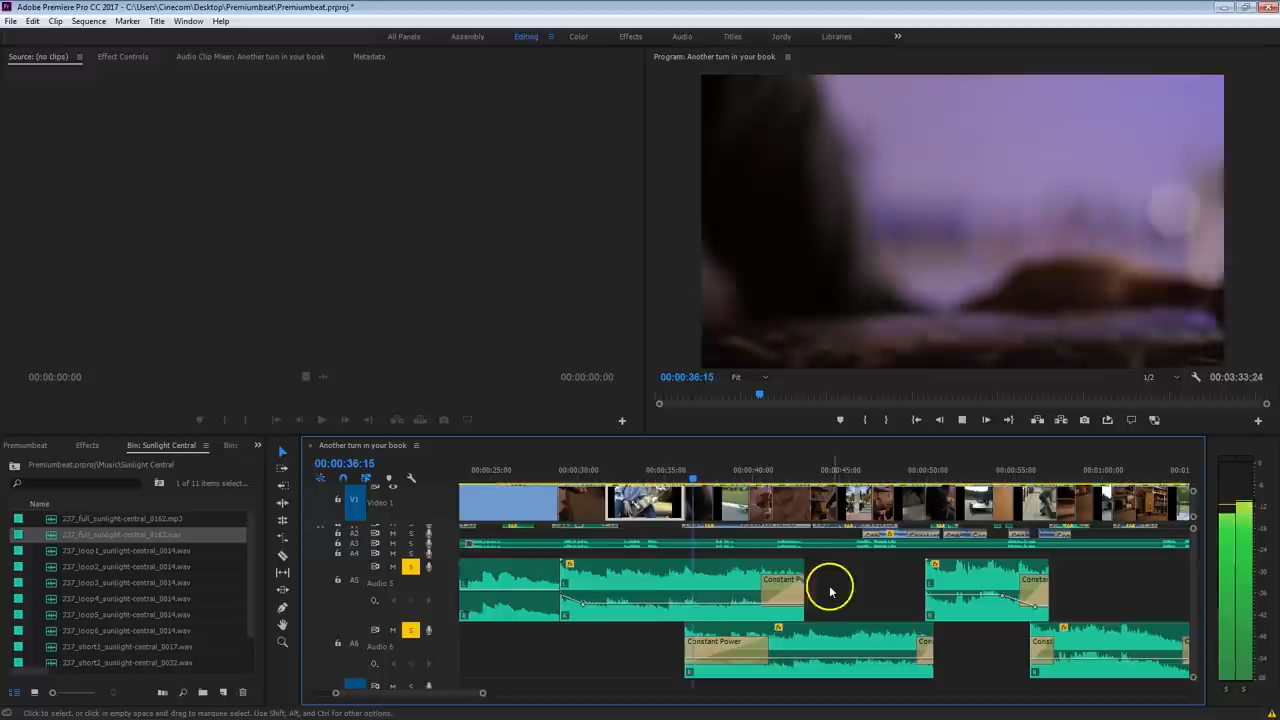 Adobe Premiere Pro CC 2017 - C:\Users\Cinecom\Desktop\Premiumbeat\Premiumbeat.prproj *
File Edit Clip Sequence Marker Title Window Help
All Panels Assembly Editing Color Effects Audio Titles Jordy Libraries
Source: (no clips) Effect Controls Audio Clip Mixer: Another turn in your book Metadata
Program: Another turn in your book
00:00:00:00 00:00:00:00
00:00:36:15 Fit 1/2 00:03:33:24
Premiumbeat Effects Bin: Sunlight Central Bin:
Premiumbeat.prproj\Music\Sunlight Central
1 of 11 items select...
Name
237_full_sunlight-central_0162.mp3
237_full_sunlight-central_0162.wav
237_loop1_sunlight-central_0014.wav
237_loop2_sunlight-central_0014.wav
237_loop3_sunlight-central_0014.wav
237_loop4_sunlight-central_0014.wav
237_loop5_sunlight-central_0014.wav
237_loop6_sunlight-central_0014.wav
237_short1_sunlight-central_0017.wav
237_short2_sunlight-central_0032.wav
Another turn in your book
00:00:36:15
00:00:25:00 00:00:30:00 00:00:35:00 00:00:40:00 00:00:45:00 00:00:50:00 00:00:55:00 00:01:00:00 00:01
V1 Video 1
A2 M S
A3 M S
A4 M S
A5 M S
Audio 5
Constant P
Constan
A6 M S
Audio 6
Constant Power
Const
Const
Click to select, or click in empty space and drag to marquee select. Use Shift, Alt, and Ctrl for other options.
S S